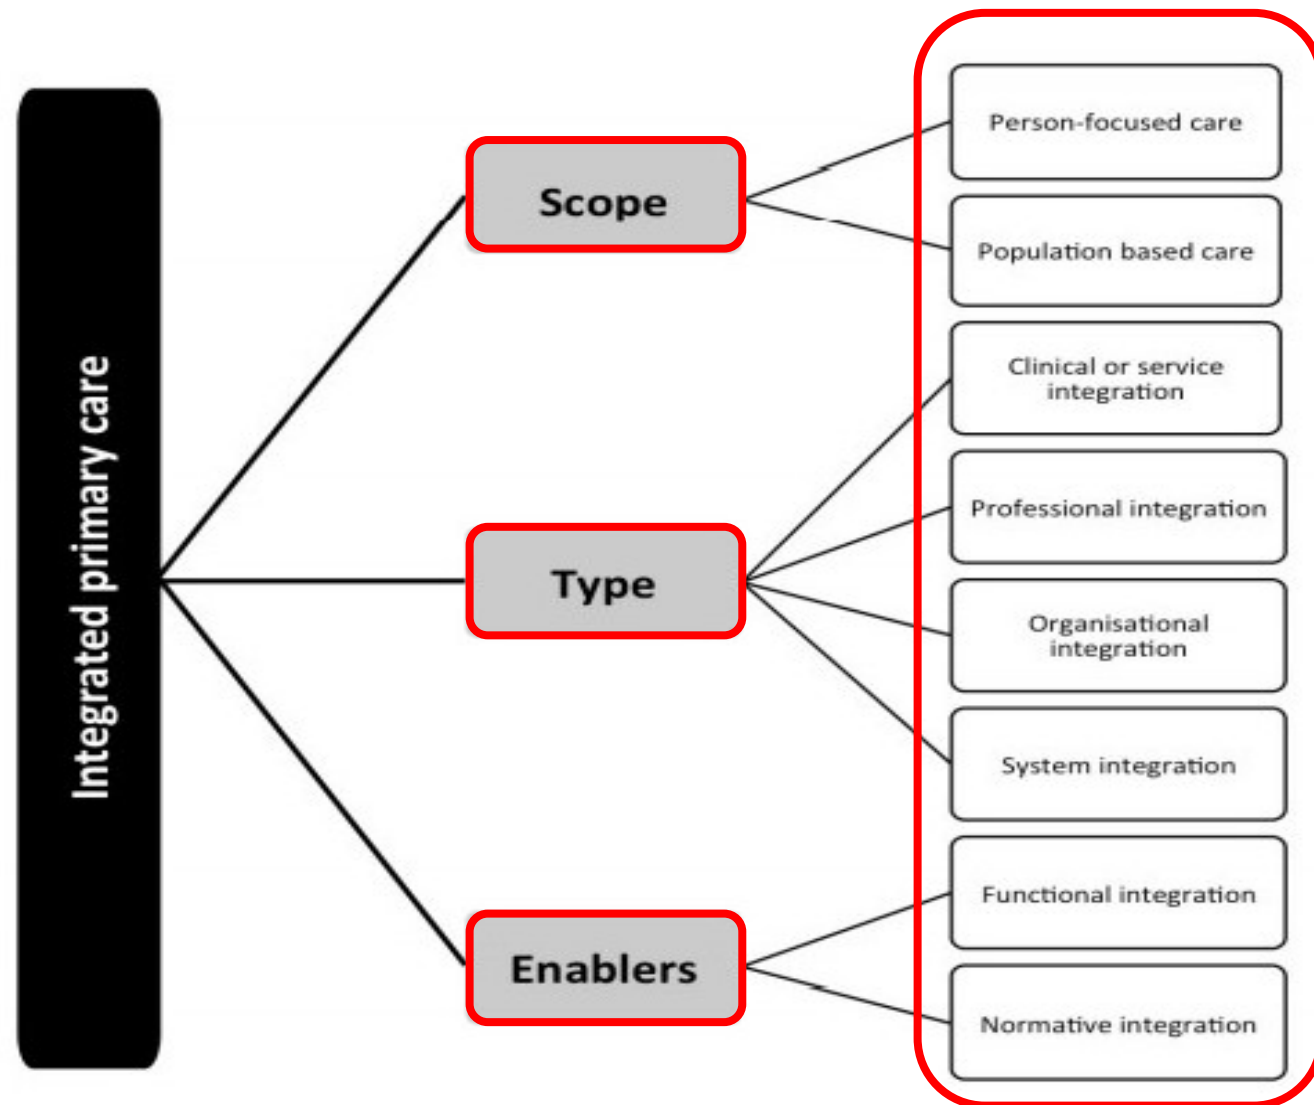 Integrated primary care
Scope
Person-focused care
Population based care
Type
Clinical or service
integration
Professional integration
Organisational
integration
System integration
Enablers
Functional integration
Normative integration